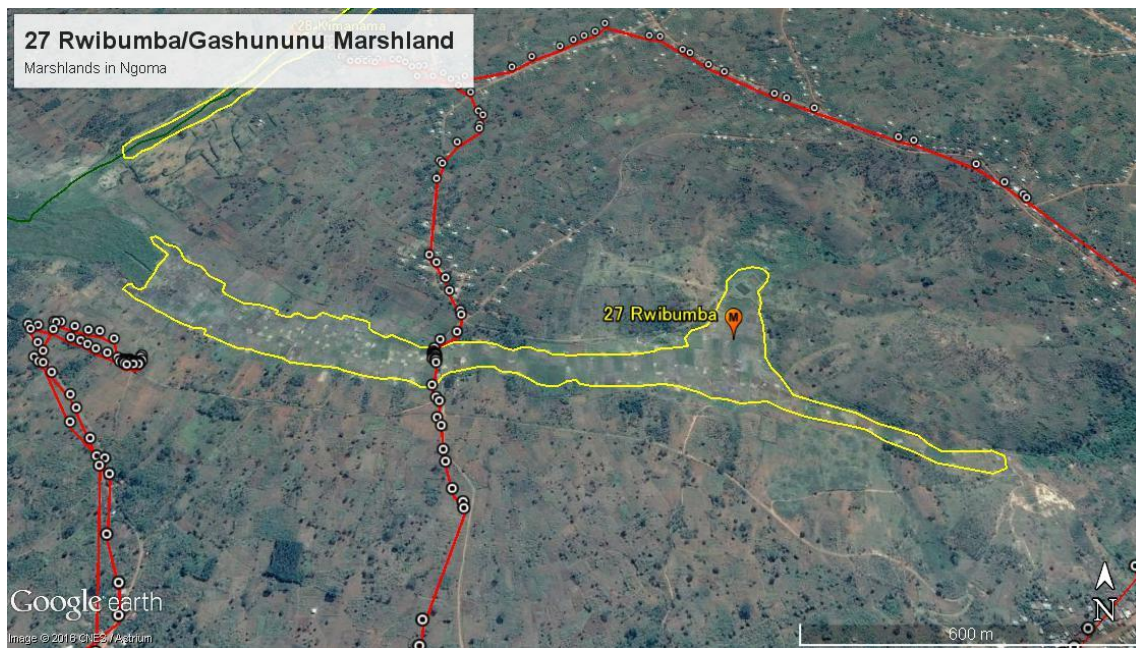 27 Rwibumba/Gashununu Marshland
Marshlands in Ngoma
27 Rwibumba
M
Google earth
Image © 2016 CNES / Astrium
N
600 m